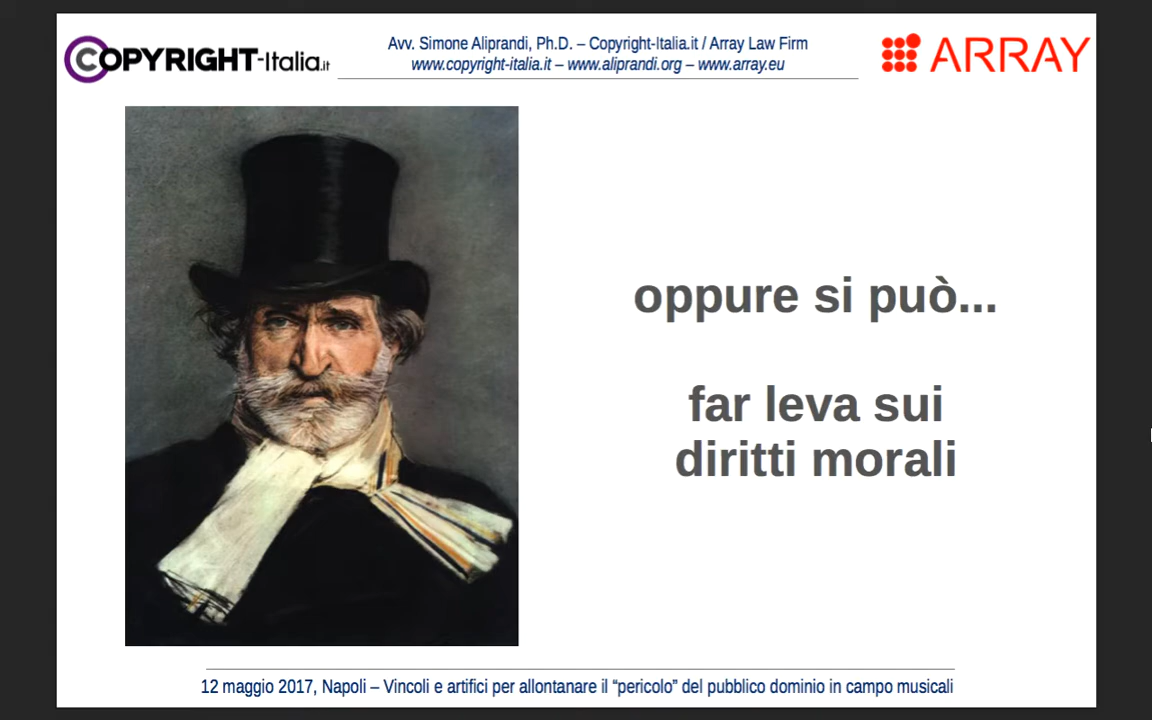 COPYRIGHT-Italia.it
Avv. Simone Aliprandi, Ph.D. – Copyright-Italia.it / Array Law Firm
www.copyright-italia.it – www.aliprandi.org – www.array.eu
ARRAY
oppure si può...
far leva sui
diritti morali
12 maggio 2017, Napoli – Vincoli e artifici per allontanare il “pericolo” del pubblico dominio in campo musicali